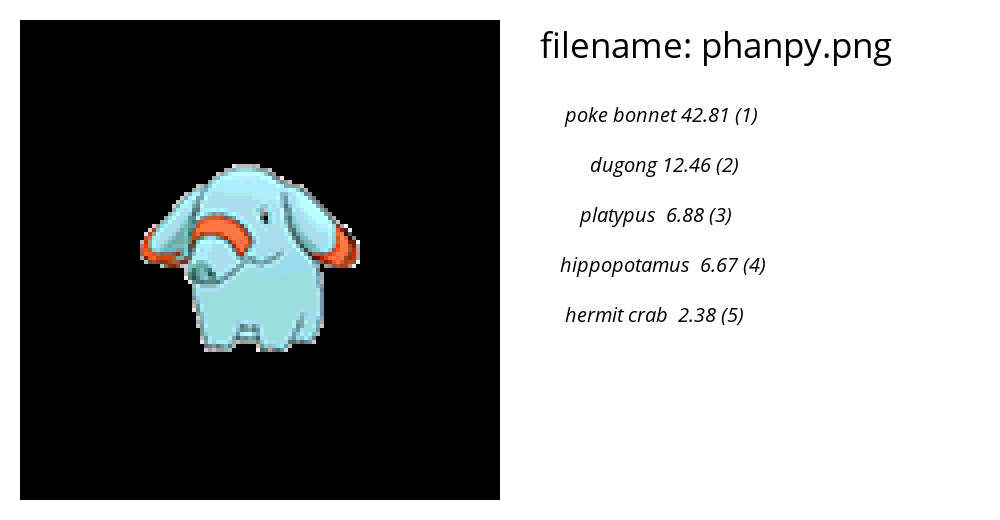 filename: phanpy.png
poke bonnet 42.81 (1)
dugong 12.46 (2)
platypus 6.88 (3)
hippopotamus 6.67 (4)
hermit crab 2.38 (5)